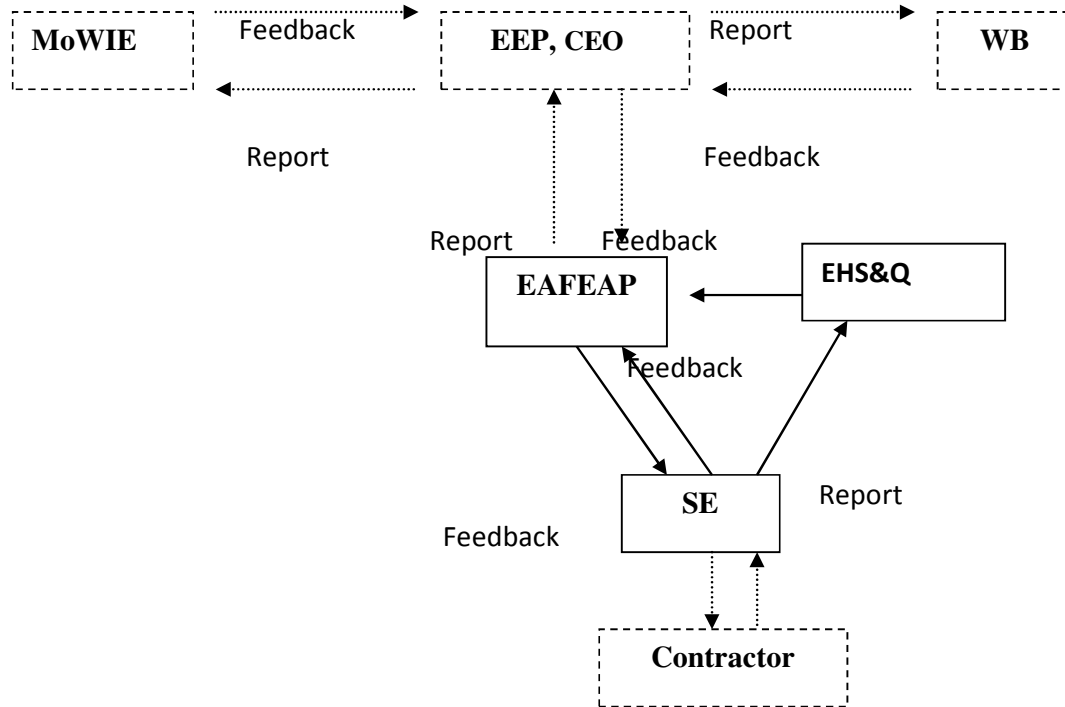 Feedback
Report
MoWIE
EEP, CEO
WB
Report
Feedback
Report
Feedback
EAFEAP
EHS&Q
Feedback
SE
Report
Feedback
Contractor